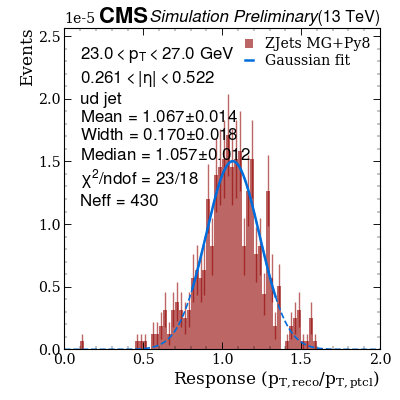 1e-5 CMS Simulation Preliminary (13 TeV)
Events
23.0 < pT < 27.0 GeV
0.261 < |η| < 0.522
ud jet
Mean = 1.067±0.014
Width = 0.170±0.018
Median = 1.057±0.012
χ²/ndof = 23/18
Neff = 430
ZJets MG+Py8
Gaussian fit
2.5
2.0
1.5
1.0
0.5
0.0
0.0 0.5 1.0 1.5 2.0
Response (pT,reco/pT,ptcl)